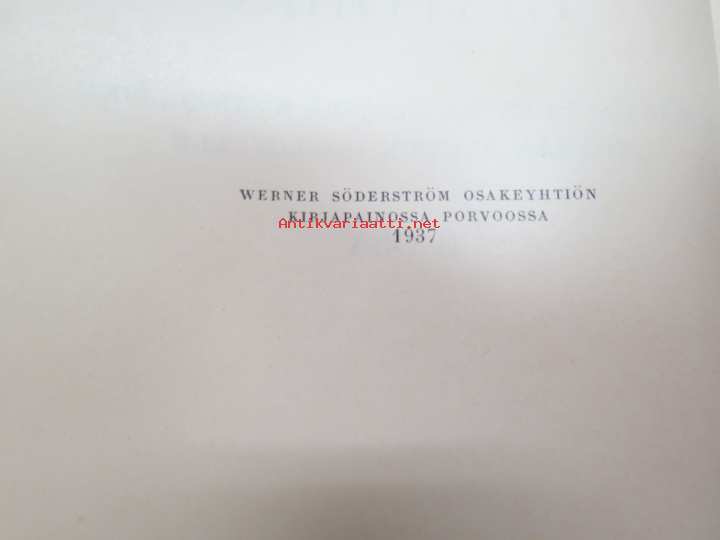 WERNER SÖDERSTRÖM OSAKEYHTIÖN
KIRJAPAINOSSA PORVOOSSA
Antikvariaatti.net
1937